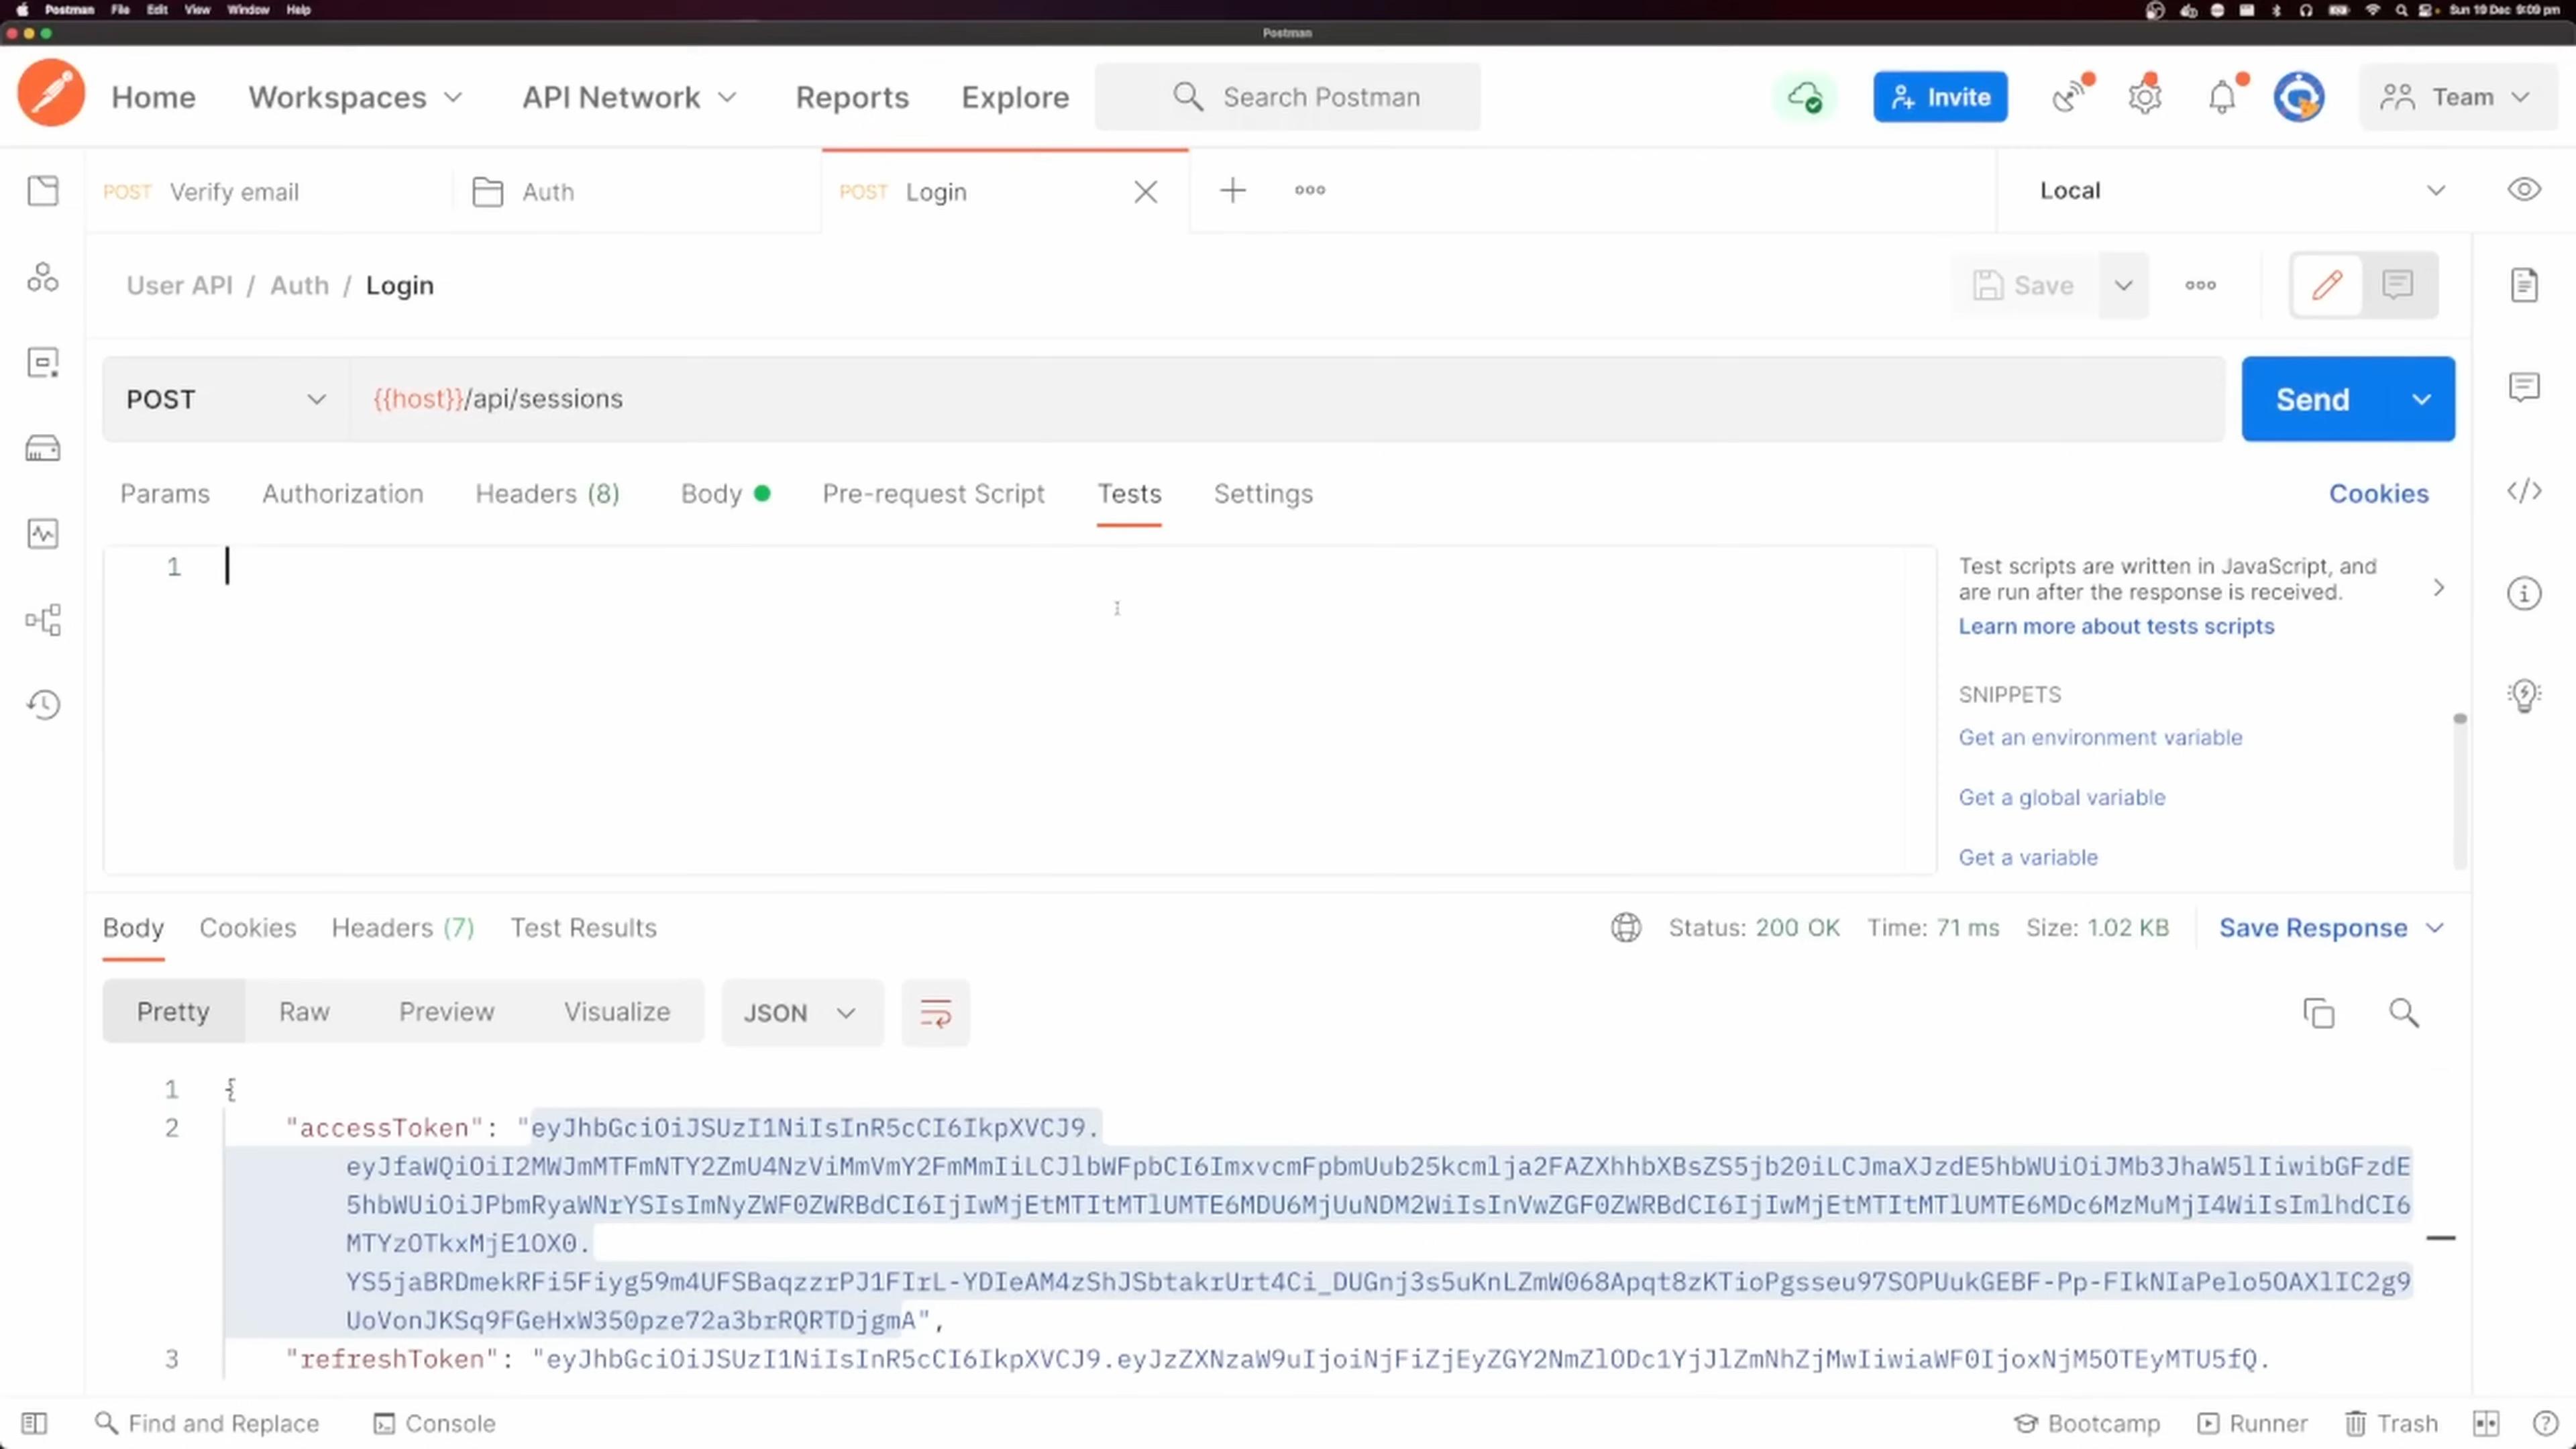 Postman File Edit View Window Help
Sun 19 Dec 9:09 pm
Postman
Home Workspaces API Network Reports Explore Search Postman Invite Team
POST Verify email Auth POST Login Local
User API / Auth / Login Save
POST {{host}}/api/sessions Send
Params Authorization Headers (8) Body Pre-request Script Tests Settings Cookies
1
Test scripts are written in JavaScript, and
are run after the response is received.
Learn more about tests scripts
SNIPPETS
Get an environment variable
Get a global variable
Get a variable
Body Cookies Headers (7) Test Results Status: 200 OK Time: 71 ms Size: 1.02 KB Save Response
Pretty Raw Preview Visualize JSON
1 {
2 "accessToken": "eyJhbGciOiJSUzI1NiIsInR5cCI6IkpXVCJ9.
eyJfaWQiOiI2MWJmMTFmNTY2ZmU4NzViMmVmY2FmMmIiLCJlbWFpbCI6ImxvcmFpbmUub25kcmlja2FAZXhhbXBsZS5jb20iLCJmaXJzdE5hbWUiOiJMb3JhaW5lIiwibGFzdE
5hbWUiOiJPbmRyaWNrYSIsImNyZWF0ZWRBdCI6IjIwMjEtMTItMTlUMTE6MDU6MjUuNDM2WiIsInVwZGF0ZWRBdCI6IjIwMjEtMTItMTlUMTE6MDc6MzMuMjI4WiIsImlhdCI6
MTYzOTkxMjE1OX0.
YS5jaBRDmekRFi5Fiyg59m4UFSBaqzzrPJ1FIrL-YDIeAM4zShJSbtakrUrt4Ci_DUGnj3s5uKnLZmW068Apqt8zKTioPgsseu97SOPUukGEBF-Pp-FIkNIaPelo5OAXlIC2g9
UoVonJKSq9FGeHxW350pze72a3brRQRTDjgmA",
3 "refreshToken": "eyJhbGciOiJSUzI1NiIsInR5cCI6IkpXVCJ9.eyJzZXNzaW9uIjoiNjFiZjEyZGY2NmZlODc1YjJlZmNhZjMwIiwiaWF0IjoxNjM5OTEyMTU5fQ.
Find and Replace Console Bootcamp Runner Trash